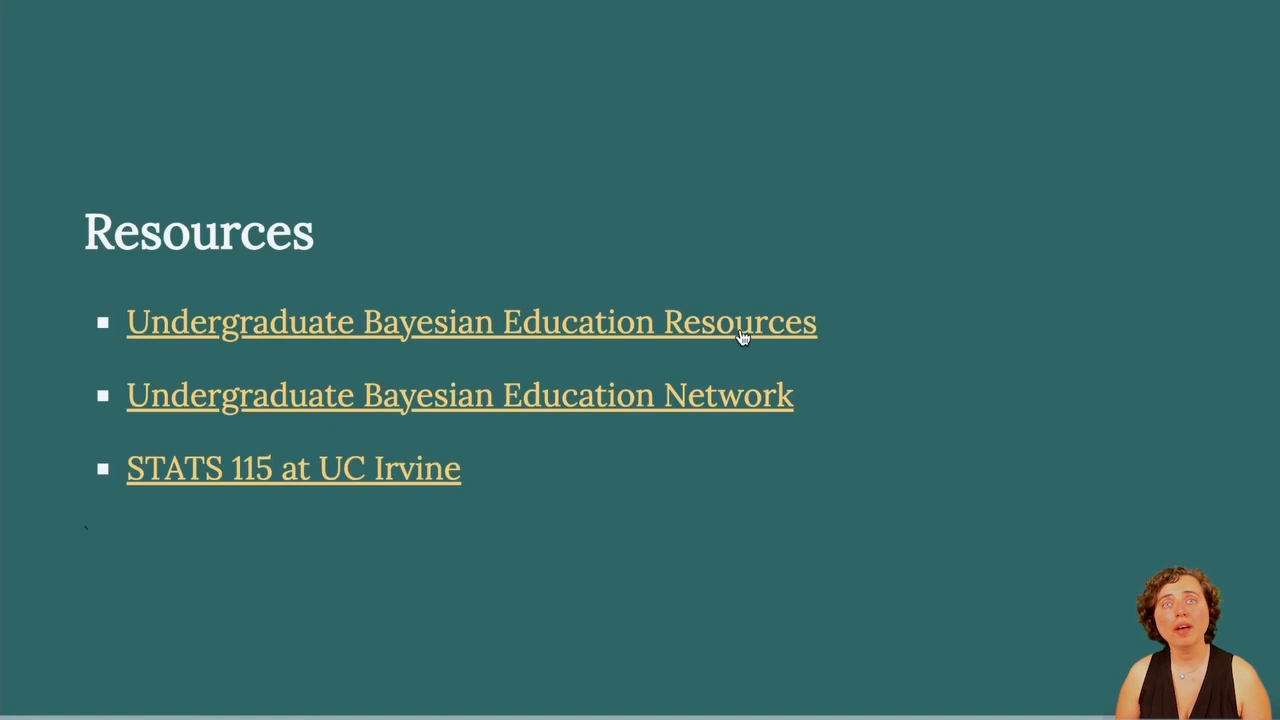 Resources
Undergraduate Bayesian Education Resources
Undergraduate Bayesian Education Network
STATS 115 at UC Irvine
`